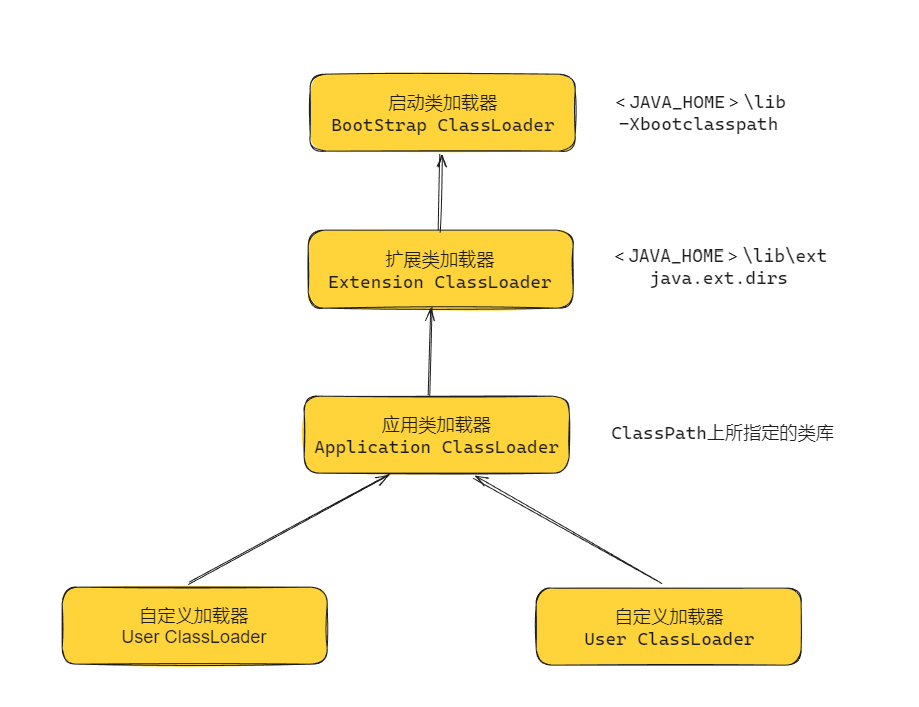 启动类加载器
BootStrap ClassLoader
<JAVA_HOME>\lib
-Xbootclasspath
扩展类加载器
Extension ClassLoader
<JAVA_HOME>\lib\ext
java.ext.dirs
应用类加载器
Application ClassLoader
ClassPath上所指定的类库
自定义加载器
User ClassLoader
自定义加载器
User ClassLoader